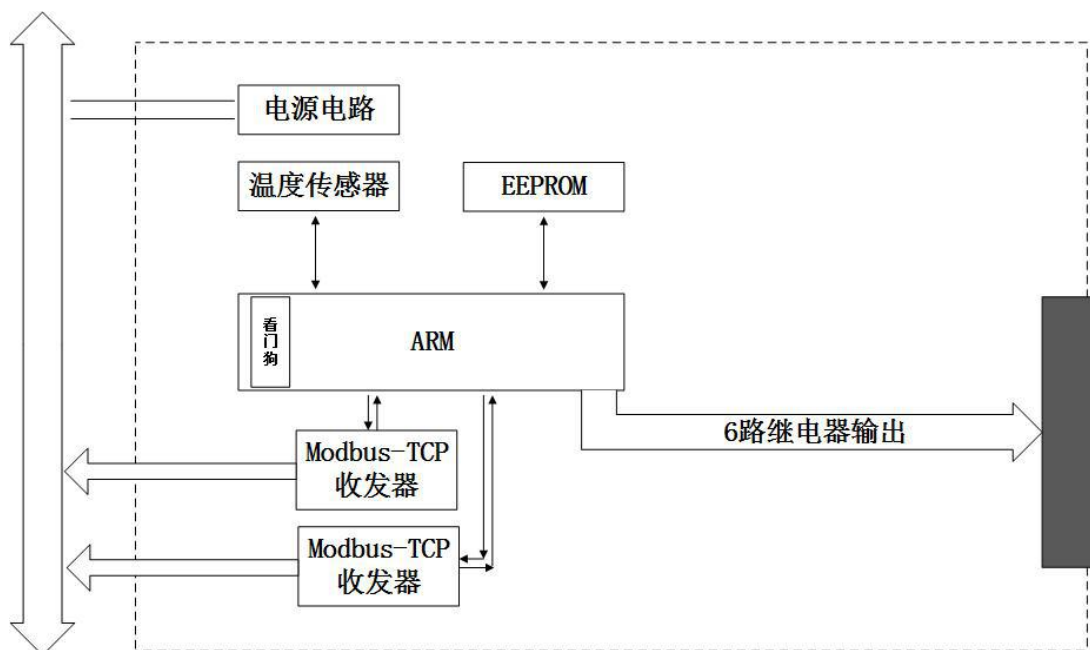 电源电路
温度传感器
EEPROM
看门狗
ARM
6路继电器输出
Modbus-TCP
收发器
Modbus-TCP
收发器